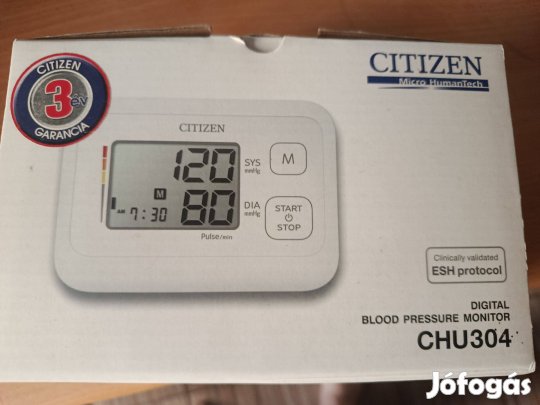 CITIZEN
3 év
GARANCIA
CITIZEN
Micro HumanTech
CITIZEN
120
SYS
mmHg
M
M
80
DIA
mmHg
AM 7:30
START
STOP
Pulse/min
Clinically validated
ESH protocol
DIGITAL
BLOOD PRESSURE MONITOR
CHU304
Jófogás